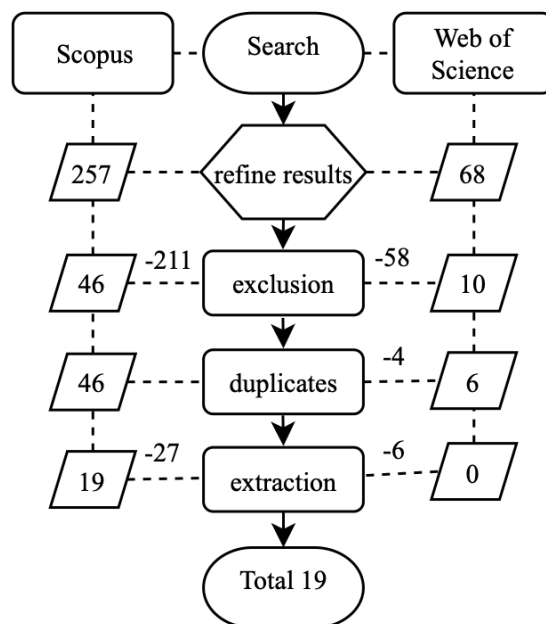 Scopus
Search
Web of
Science
257
refine results
68
-211
-58
46
exclusion
10
-4
46
duplicates
6
-27
-6
19
extraction
0
Total 19